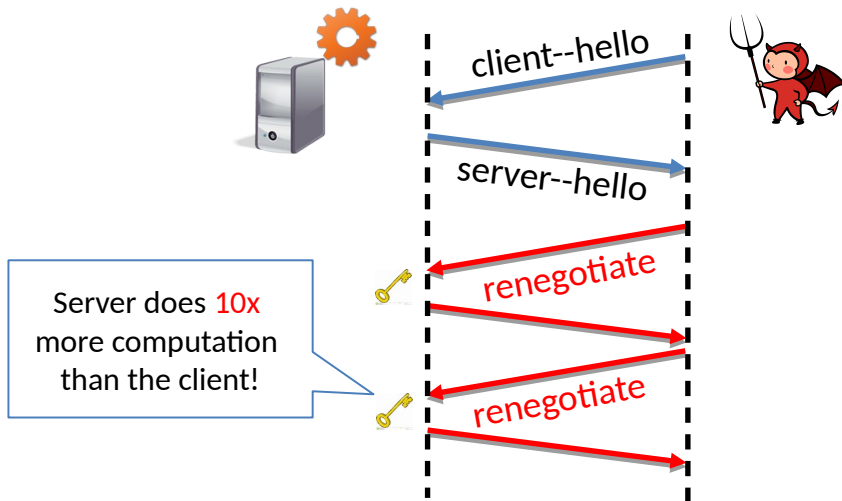 client--hello
server--hello
renegotiate
Server does 10x
more computation
than the client!
renegotiate